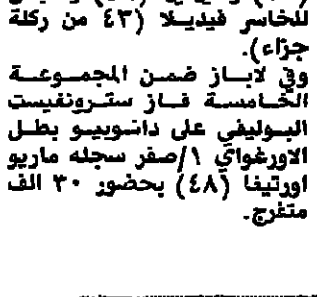 للخاسر فيديلا (٤٣ من ركلة
جزاء).
وفي لاباز ضمن المجموعة
الخامسة فاز سترونغيست
البوليفي على دانوبيو بطل
الاورغواي ١/صفر سجله ماريو
اورتيفا (٤٨) بحضور ٣٠ الف
متفرج.